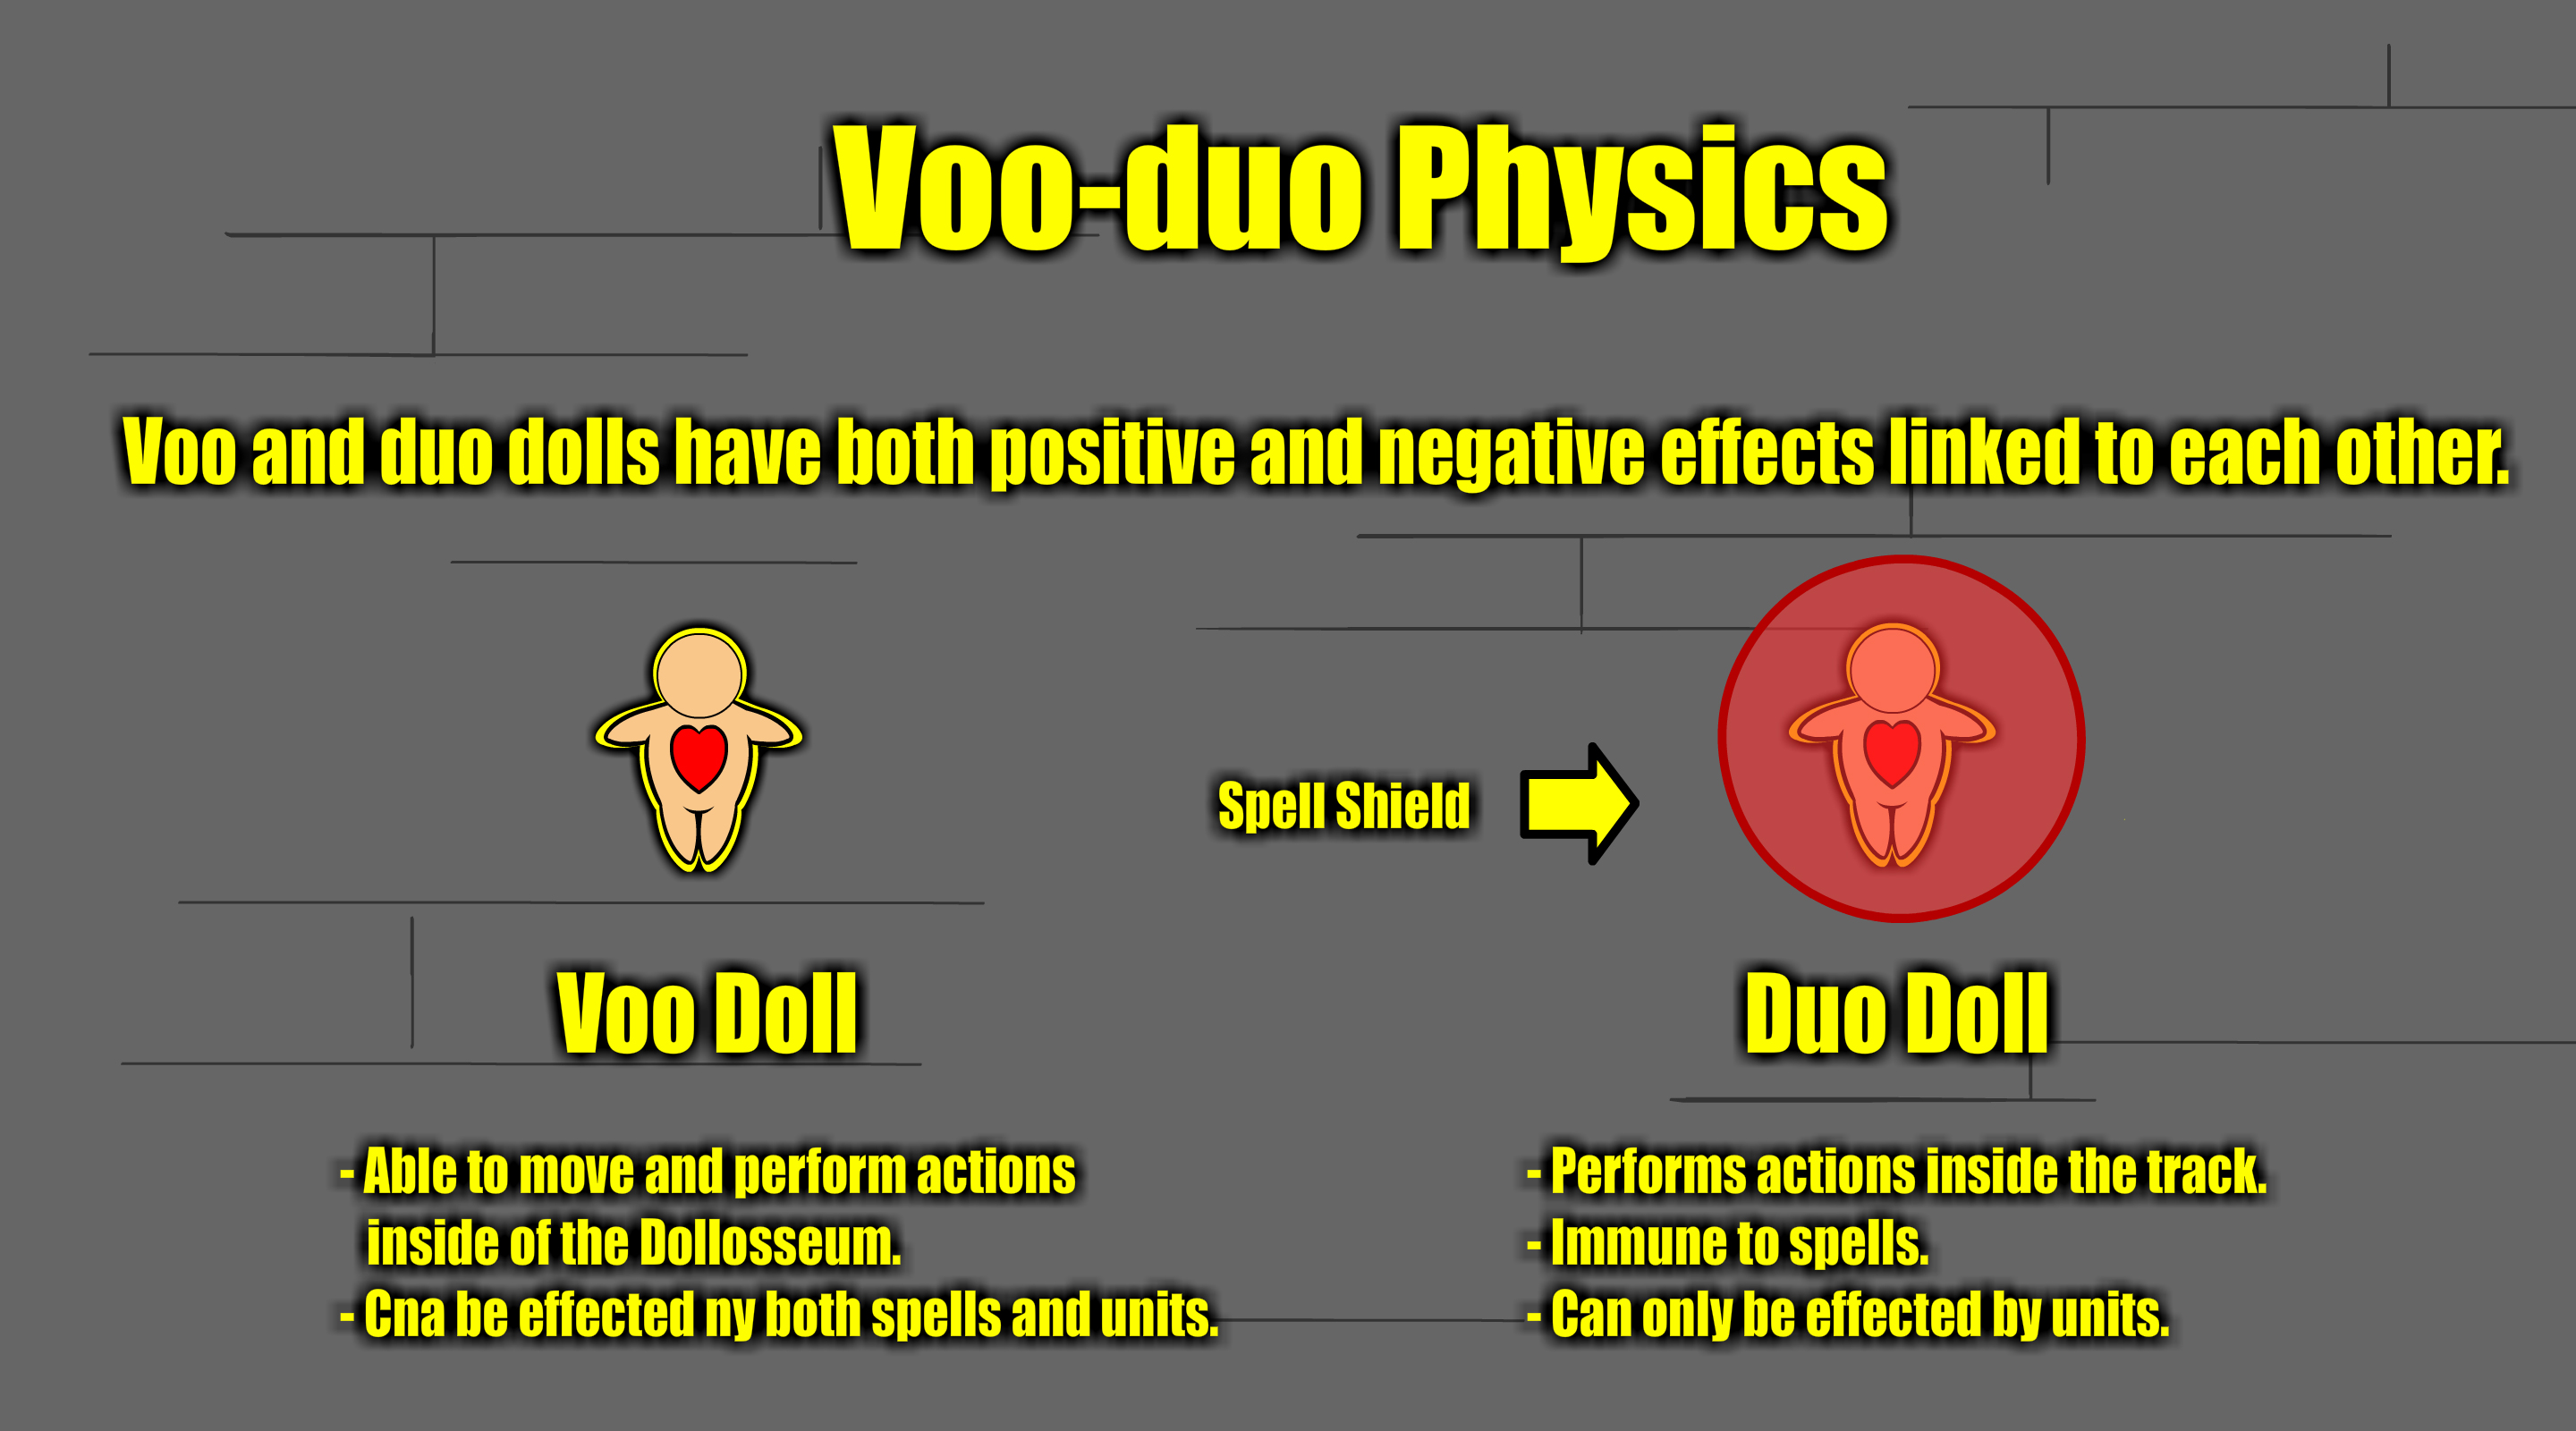 Voo-duo Physics
Voo and duo dolls have both positive and negative effects linked to each other.
Spell Shield
Voo Doll
- Able to move and perform actions
inside of the Dollosseum.
- Cna be effected ny both spells and units.
Duo Doll
- Performs actions inside the track.
- Immune to spells.
- Can only be effected by units.